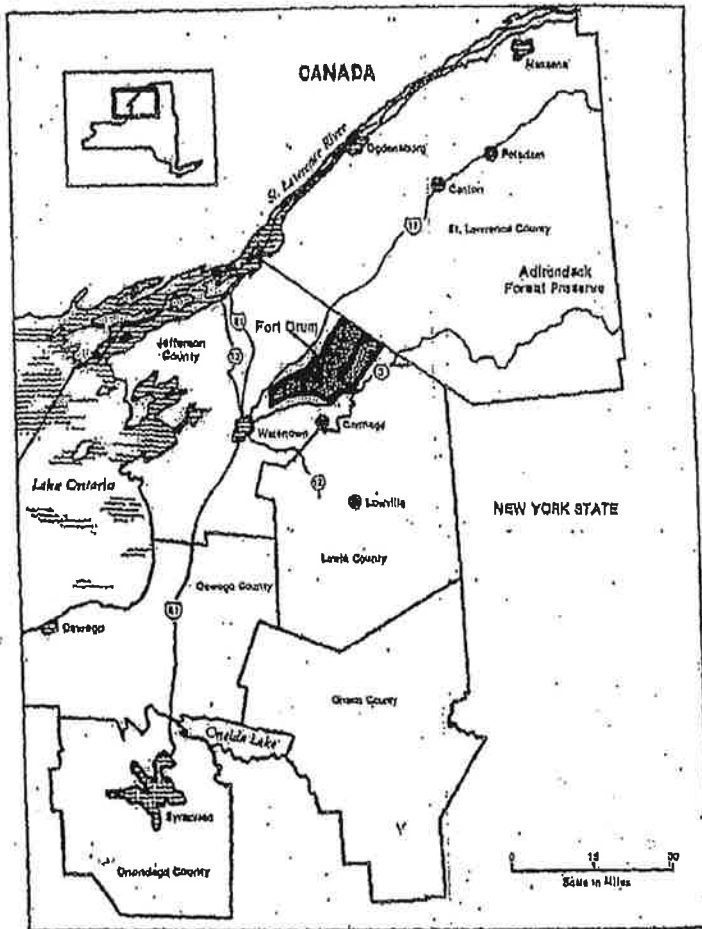 CANADA
Massena
St. Lawrence River
Ogdensburg
Potsdam
Canton
11
St. Lawrence County
Adirondack
Forest Preserve
Fort Drum
81
Jefferson
County
12
3
Watertown
Carthage
Lake Ontario
12
Lowville
NEW YORK STATE
Lewis County
Oswego County
81
Oswego
County
Oneida Lake
Syracuse
Onondaga County
0 15 30
Scale in Miles